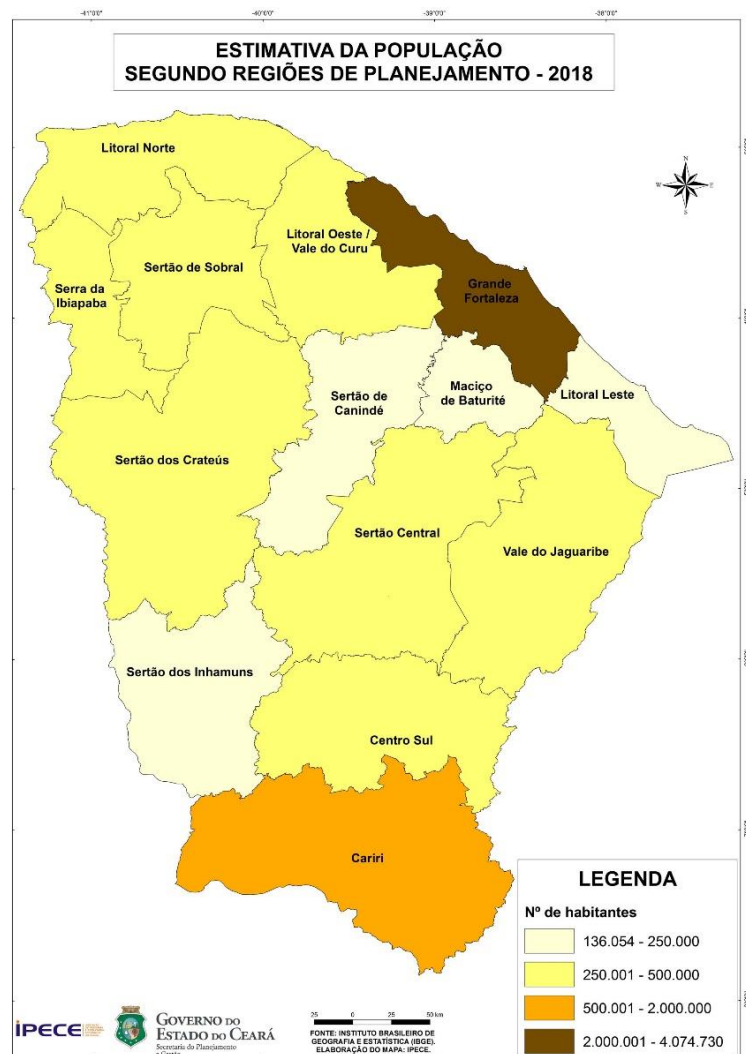 -41°0'0"
-40°0'0"
-39°0'0"
-38°0'0"
ESTIMATIVA DA POPULAÇÃO
SEGUNDO REGIÕES DE PLANEJAMENTO - 2018
N
W E
S
Litoral Norte
Litoral Oeste /
Vale do Curu
Sertão de Sobral
Serra da
Ibiapaba
Grande
Fortaleza
Sertão de
Canindé
Maciço
de Baturité
Litoral Leste
Sertão dos Crateús
Sertão Central
Vale do Jaguaribe
Sertão dos Inhamuns
Centro Sul
Cariri
LEGENDA
Nº de habitantes
136.054 - 250.000
250.001 - 500.000
500.001 - 2.000.000
2.000.001 - 4.074.730
iPECE
GOVERNO DO
ESTADO DO CEARÁ
Secretaria do Planejamento
e Gestão
25 0 25 50 km
FONTE: INSTITUTO BRASILEIRO DE
GEOGRAFIA E ESTATÍSTICA (IBGE).
ELABORAÇÃO DO MAPA: IPECE.